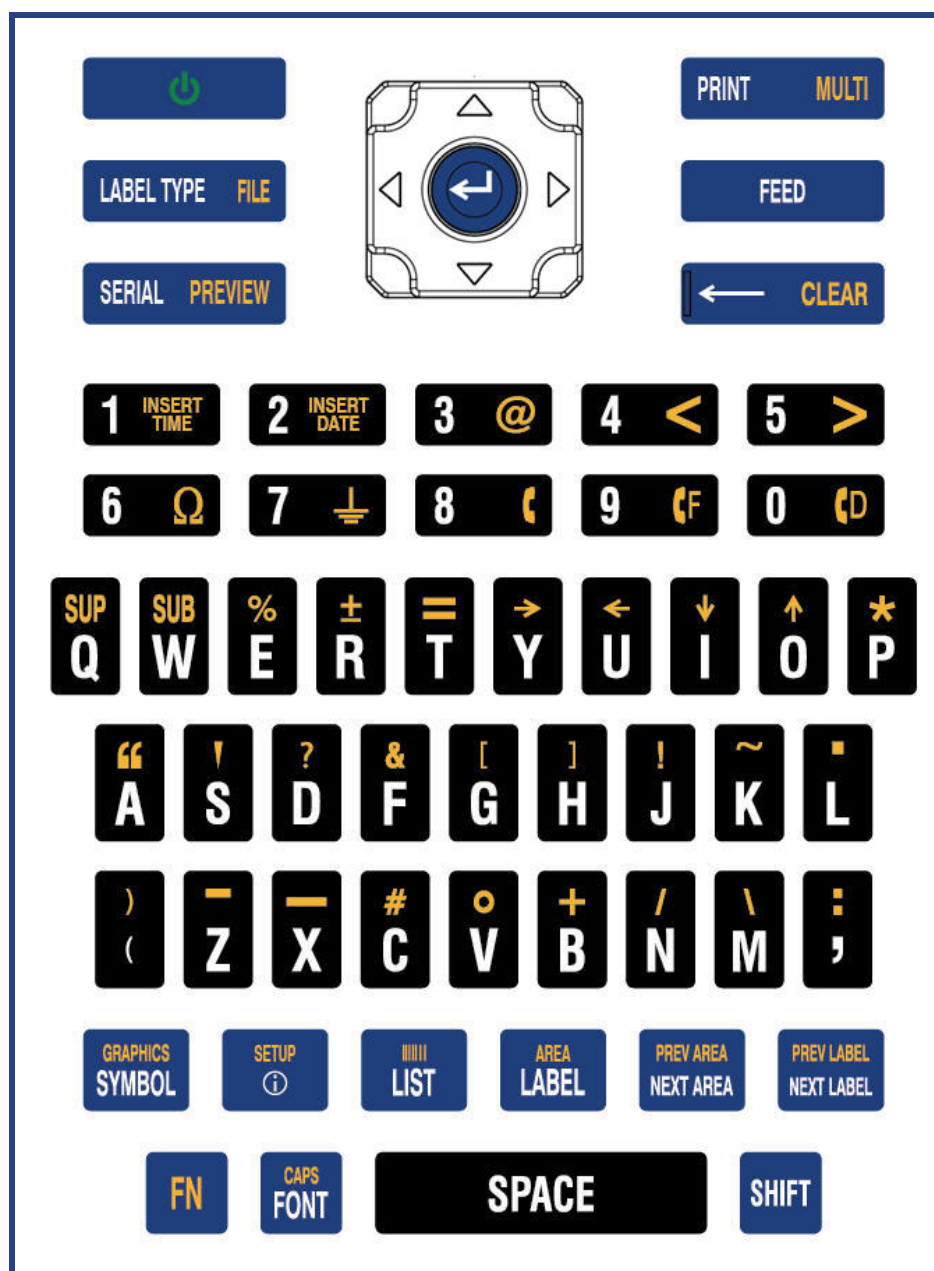 PRINT MULTI
LABEL TYPE FILE
FEED
SERIAL PREVIEW
← CLEAR
1 INSERT TIME 2 INSERT DATE 3 @ 4 < 5 >
6 Ω 7 ⏚ 8 9 F 0 D
SUP SUB % ± = → ← ↓ ↑ *
Q W E R T Y U I O P
“ ' ? & [ ] ! ~ .
A S D F G H J K L
) - — # ° + / \ :
( Z X C V B N M ,
GRAPHICS SETUP AREA PREV AREA PREV LABEL
SYMBOL ⓘ LIST LABEL NEXT AREA NEXT LABEL
CAPS
FN FONT SPACE SHIFT